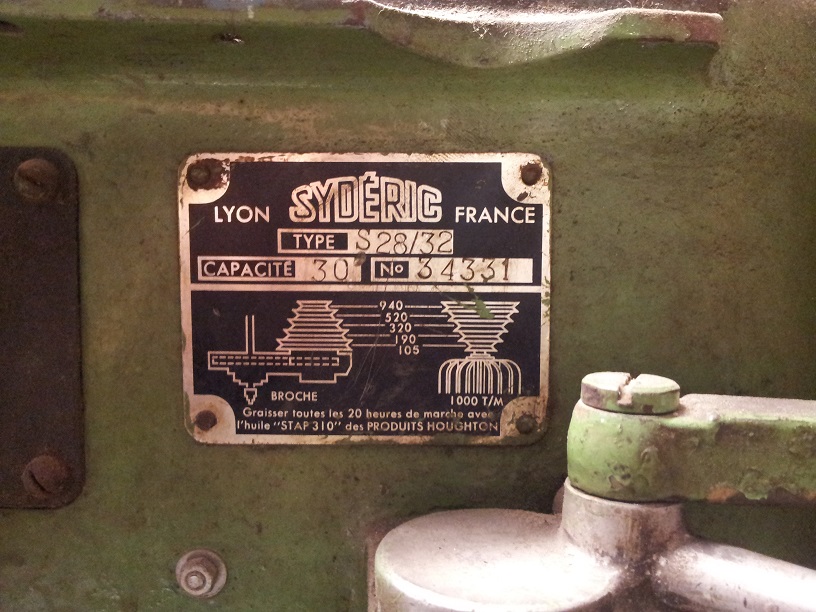 SYDÉRIC
LYON FRANCE
TYPE S28/32
CAPACITÉ 30 No 34331
940
520
320
190
105
BROCHE 1000 T/M
Graisser toutes les 20 heures de marche avec
l'huile "STAP 310" des PRODUITS HOUGHTON